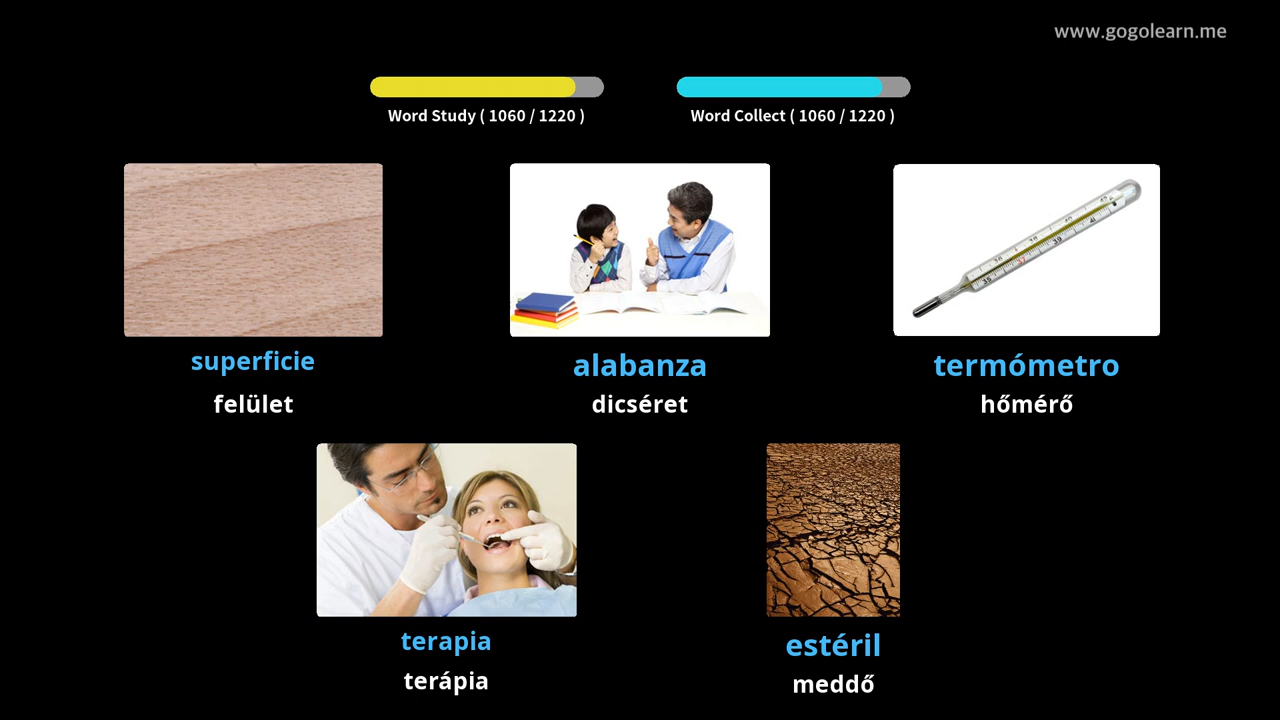 www.gogolearn.me
Word Study ( 1060 / 1220 )
Word Collect ( 1060 / 1220 )
superficie
felület
alabanza
dicséret
termómetro
hőmérő
terapia
terápia
estéril
meddő